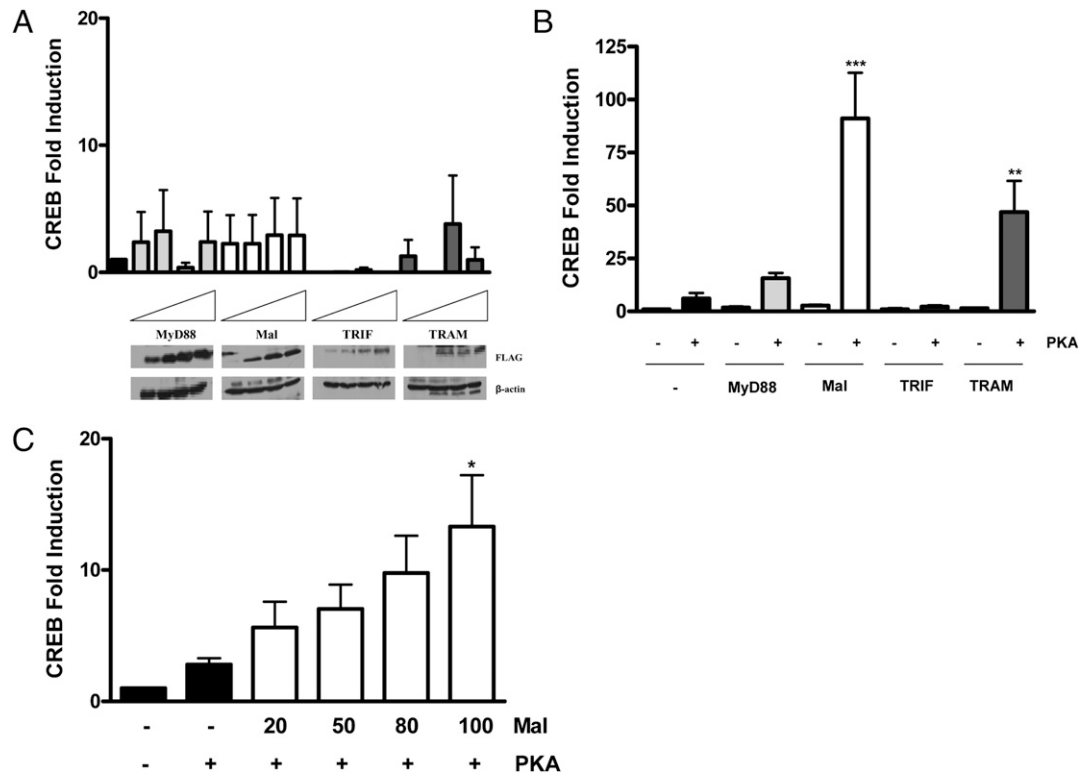 A
CREB Fold Induction
20
10
0
MyD88 Mal TRIF TRAM
FLAG
β-actin
B
CREB Fold Induction
125
100
75
50
25
0
*** **
- + - + - + - + - + PKA
- MyD88 Mal TRIF TRAM
C
CREB Fold Induction
20
10
0
*
- - 20 50 80 100 Mal
- + + + + + PKA